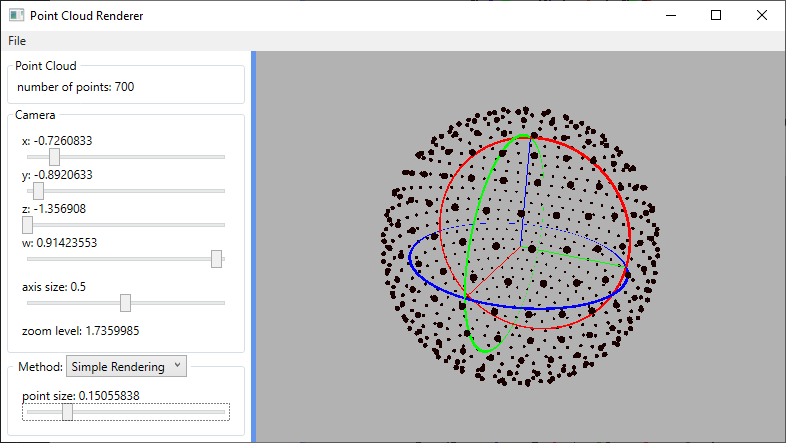 Point Cloud Renderer
File
Point Cloud
number of points: 700
Camera
x: -0.7260833
y: -0.8920633
z: -1.356908
w: 0.91423553
axis size: 0.5
zoom level: 1.7359985
Method: Simple Rendering
point size: 0.15055838